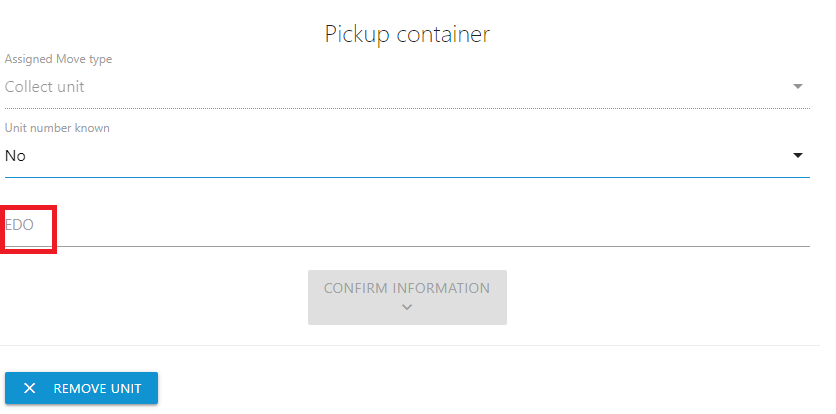 Pickup container
Assigned Move type
Collect unit
Unit number known
No
EDO
CONFIRM INFORMATION
REMOVE UNIT